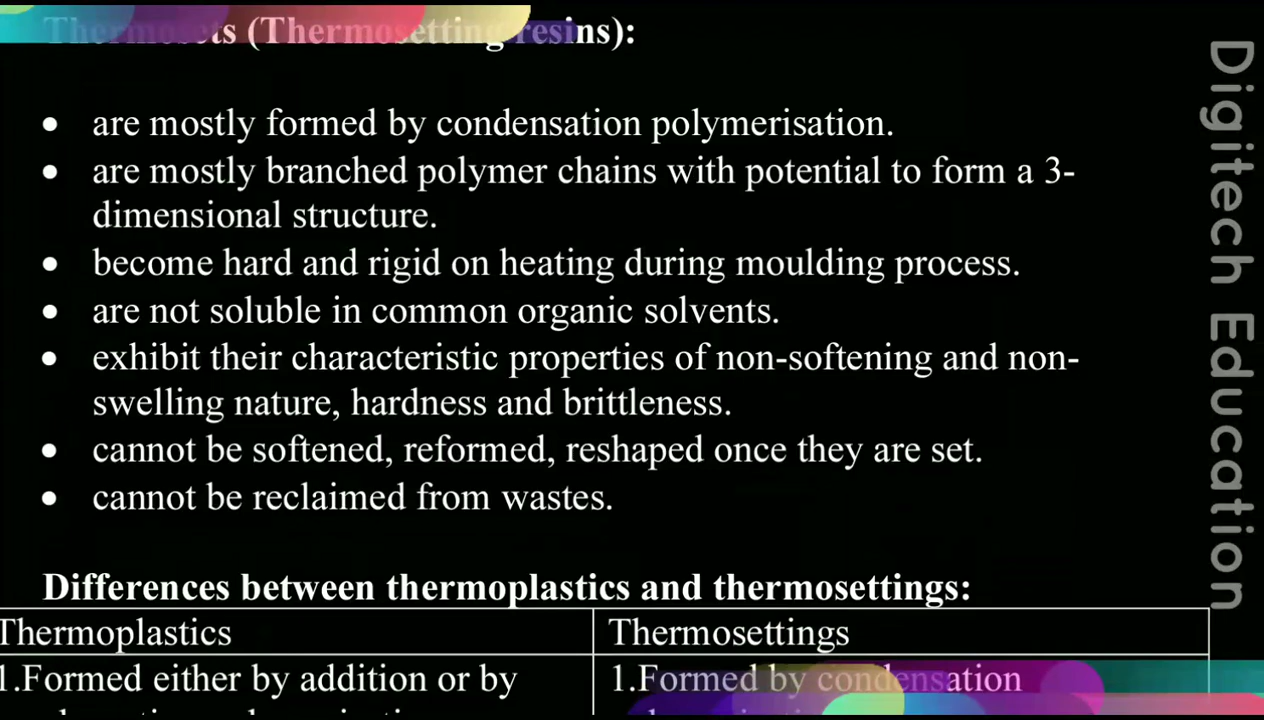 Thermosets (Thermosetting resins):
• are mostly formed by condensation polymerisation.
• are mostly branched polymer chains with potential to form a 3-
dimensional structure.
• become hard and rigid on heating during moulding process.
• are not soluble in common organic solvents.
• exhibit their characteristic properties of non-softening and non-
swelling nature, hardness and brittleness.
• cannot be softened, reformed, reshaped once they are set.
• cannot be reclaimed from wastes.
Differences between thermoplastics and thermosettings:
Thermoplastics
Thermosettings
1.Formed either by addition or by
1.Formed by condensation
Digitech Education